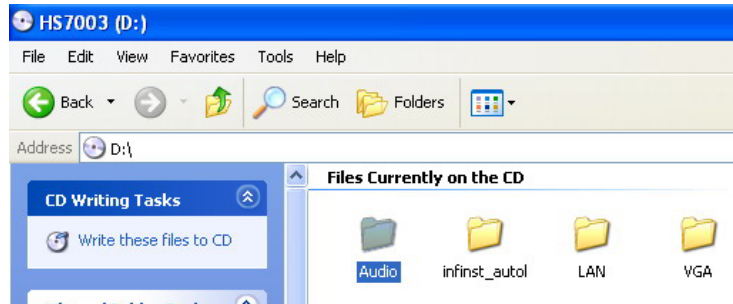 HS7003 (D:)
File Edit View Favorites Tools Help
Back Search Folders
Address D:\
Files Currently on the CD
CD Writing Tasks
Write these files to CD
Audio infinst_autol LAN VGA